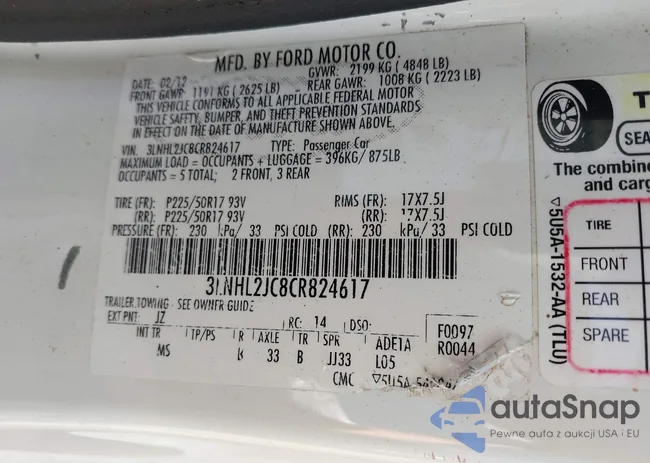 MFD. BY FORD MOTOR CO.
DATE: 02/12 GVWR: 2199 KG ( 4848 LB)
FRONT GAWR: 1191 KG ( 2625 LB) REAR GAWR: 1008 KG ( 2223 LB)
THIS VEHICLE CONFORMS TO ALL APPLICABLE FEDERAL MOTOR
VEHICLE SAFETY, BUMPER, AND THEFT PREVENTION STANDARDS
IN EFFECT ON THE DATE OF MANUFACTURE SHOWN ABOVE.
VIN: 3LNHL2JC8CR824617 TYPE: Passenger Car
MAXIMUM LOAD = OCCUPANTS + LUGGAGE = 396KG/ 875LB
OCCUPANTS = 5 TOTAL; 2 FRONT, 3 REAR
TIRE (FR): P225/50R17 93V RIMS (FR): 17X7.5J
(RR): P225/50R17 93V (RR): 17X7.5J
PRESSURE (FR): 230 kPa/ 33 PSI COLD (RR): 230 kPa/ 33 PSI COLD
3LNHL2JC8CR824617
TRAILER TOWING - SEE OWNER GUIDE
EXT PNT: JZ RC: 14 DSO: F0097
INT TR TP/PS R AXLE TR SPR ADE1A R0044
MS K 33 B JJ33 L05
CMC
SEA
The combine
and carg
TIRE
FRONT
REAR
SPARE
▽5U5A-1532-AA (TLU)
autaSnap
Pewne auta z aukcji USA i EU